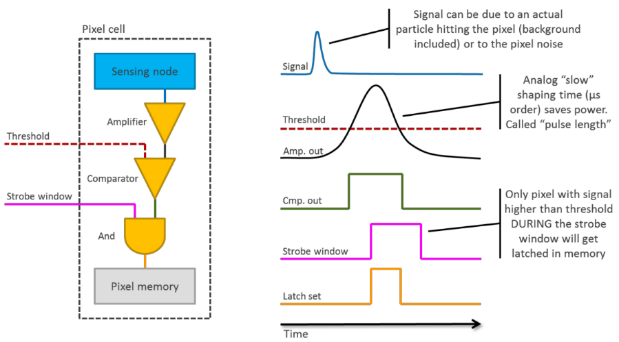 Pixel cell
Sensing node
Amplifier
Threshold
Comparator
Strobe window
And
Pixel memory
Signal can be due to an actual
particle hitting the pixel (background
included) or to the pixel noise
Signal
Analog “slow”
shaping time (μs
order) saves power.
Called “pulse length”
Threshold
Amp. out
Cmp. out
Only pixel with signal
higher than threshold
DURING the strobe
window will get
latched in memory
Strobe window
Latch set
Time